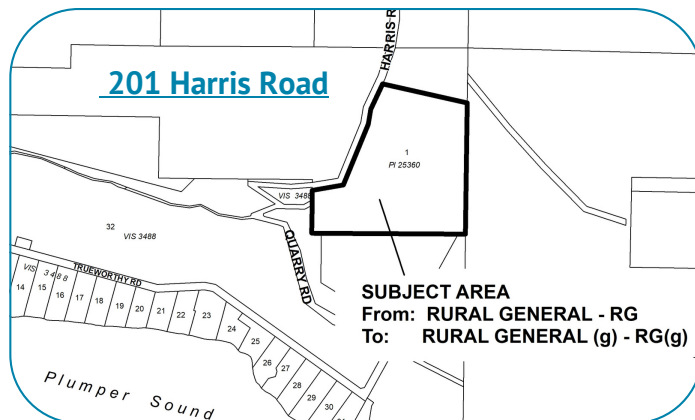 HARRIS R
201 Harris Road
1
Pl 25360
VIS 3488
32
VIS 3488
QUARRY RD
TRUEWORTHY RD
VIS 3488
14
15
16
17
18
19
20
21
22
23
24
25
26
27
28
29
30
SUBJECT AREA
From: RURAL GENERAL - RG
To: RURAL GENERAL (g) - RG(g)
Plumper Sound